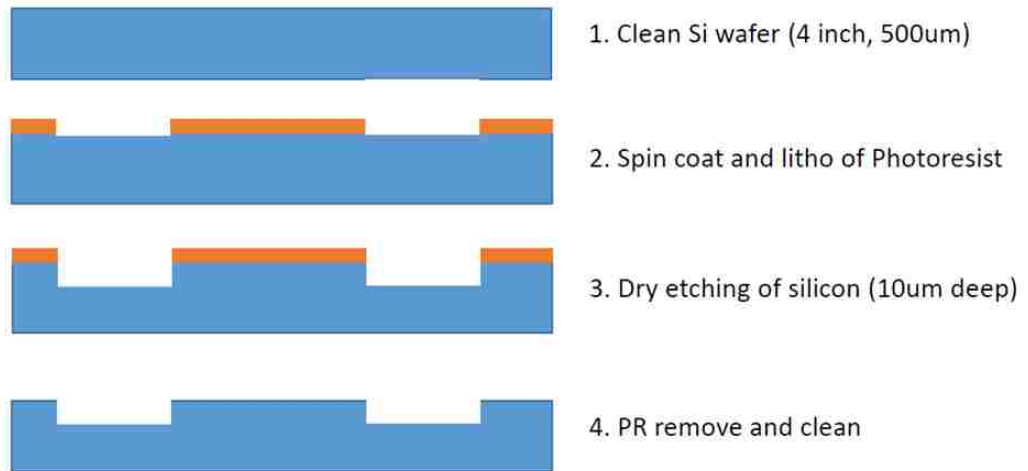 1. Clean Si wafer (4 inch, 500um)
2. Spin coat and litho of Photoresist
3. Dry etching of silicon (10um deep)
4. PR remove and clean